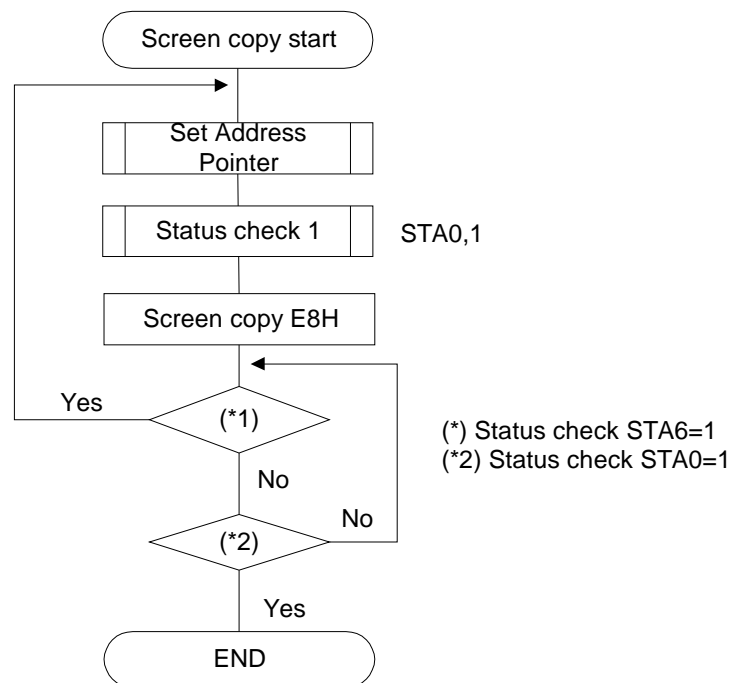 Screen copy start
Set Address
Pointer
Status check 1
STA0,1
Screen copy E8H
Yes
(*1)
(*) Status check STA6=1
(*2) Status check STA0=1
No
No
(*2)
Yes
END